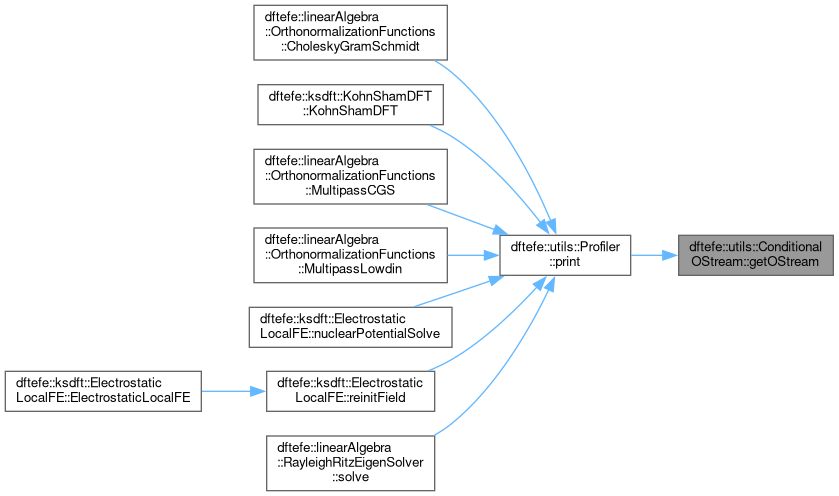 dftefe::linearAlgebra
::OrthonormalizationFunctions
::CholeskyGramSchmidt
dftefe::ksdft::KohnShamDFT
::KohnShamDFT
dftefe::linearAlgebra
::OrthonormalizationFunctions
::MultipassCGS
dftefe::linearAlgebra
::OrthonormalizationFunctions
::MultipassLowdin
dftefe::utils::Profiler
::print
dftefe::utils::Conditional
OStream::getOStream
dftefe::ksdft::Electrostatic
LocalFE::nuclearPotentialSolve
dftefe::ksdft::Electrostatic
LocalFE::ElectrostaticLocalFE
dftefe::ksdft::Electrostatic
LocalFE::reinitField
dftefe::linearAlgebra
::RayleighRitzEigenSolver
::solve